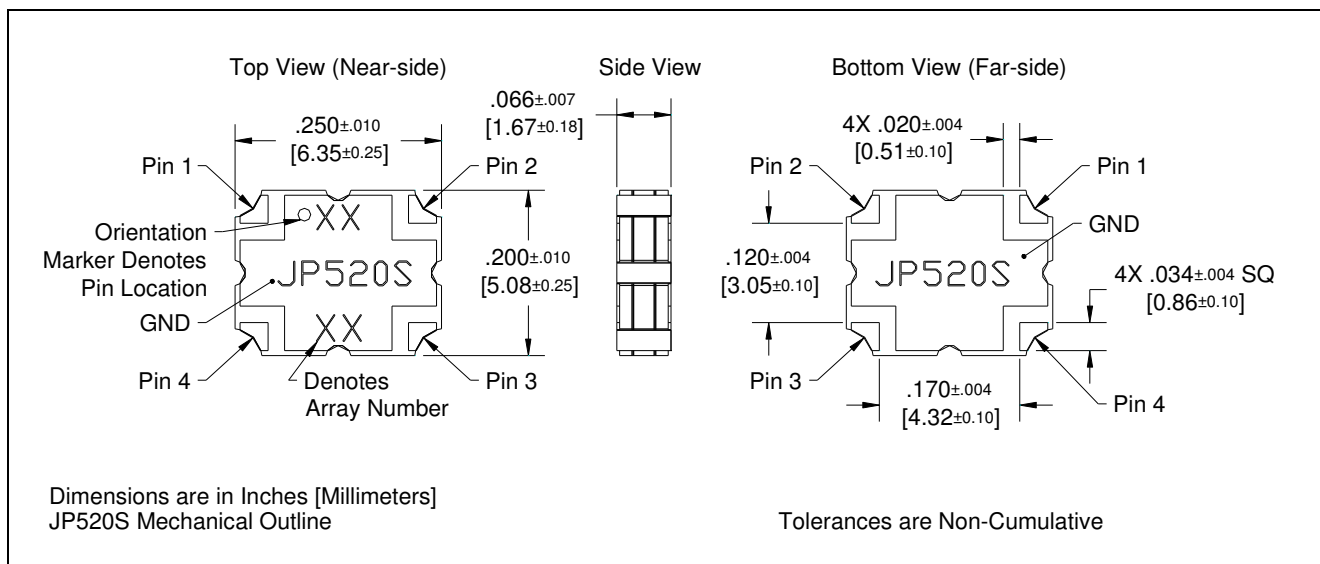 Top View (Near-side)
Side View
Bottom View (Far-side)
.250±.010
[6.35±0.25]
.066±.007
[1.67±0.18]
4X .020±.004
[0.51±0.10]
Pin 1
Pin 2
Pin 2
Pin 1
Orientation
Marker Denotes
Pin Location
GND
XX
JP520S
XX
.200±.010
[5.08±0.25]
.120±.004
[3.05±0.10]
JP520S
GND
4X .034±.004 SQ
[0.86±0.10]
Pin 4
Denotes
Array Number
Pin 3
Pin 3
.170±.004
[4.32±0.10]
Pin 4
Dimensions are in Inches [Millimeters]
JP520S Mechanical Outline
Tolerances are Non-Cumulative